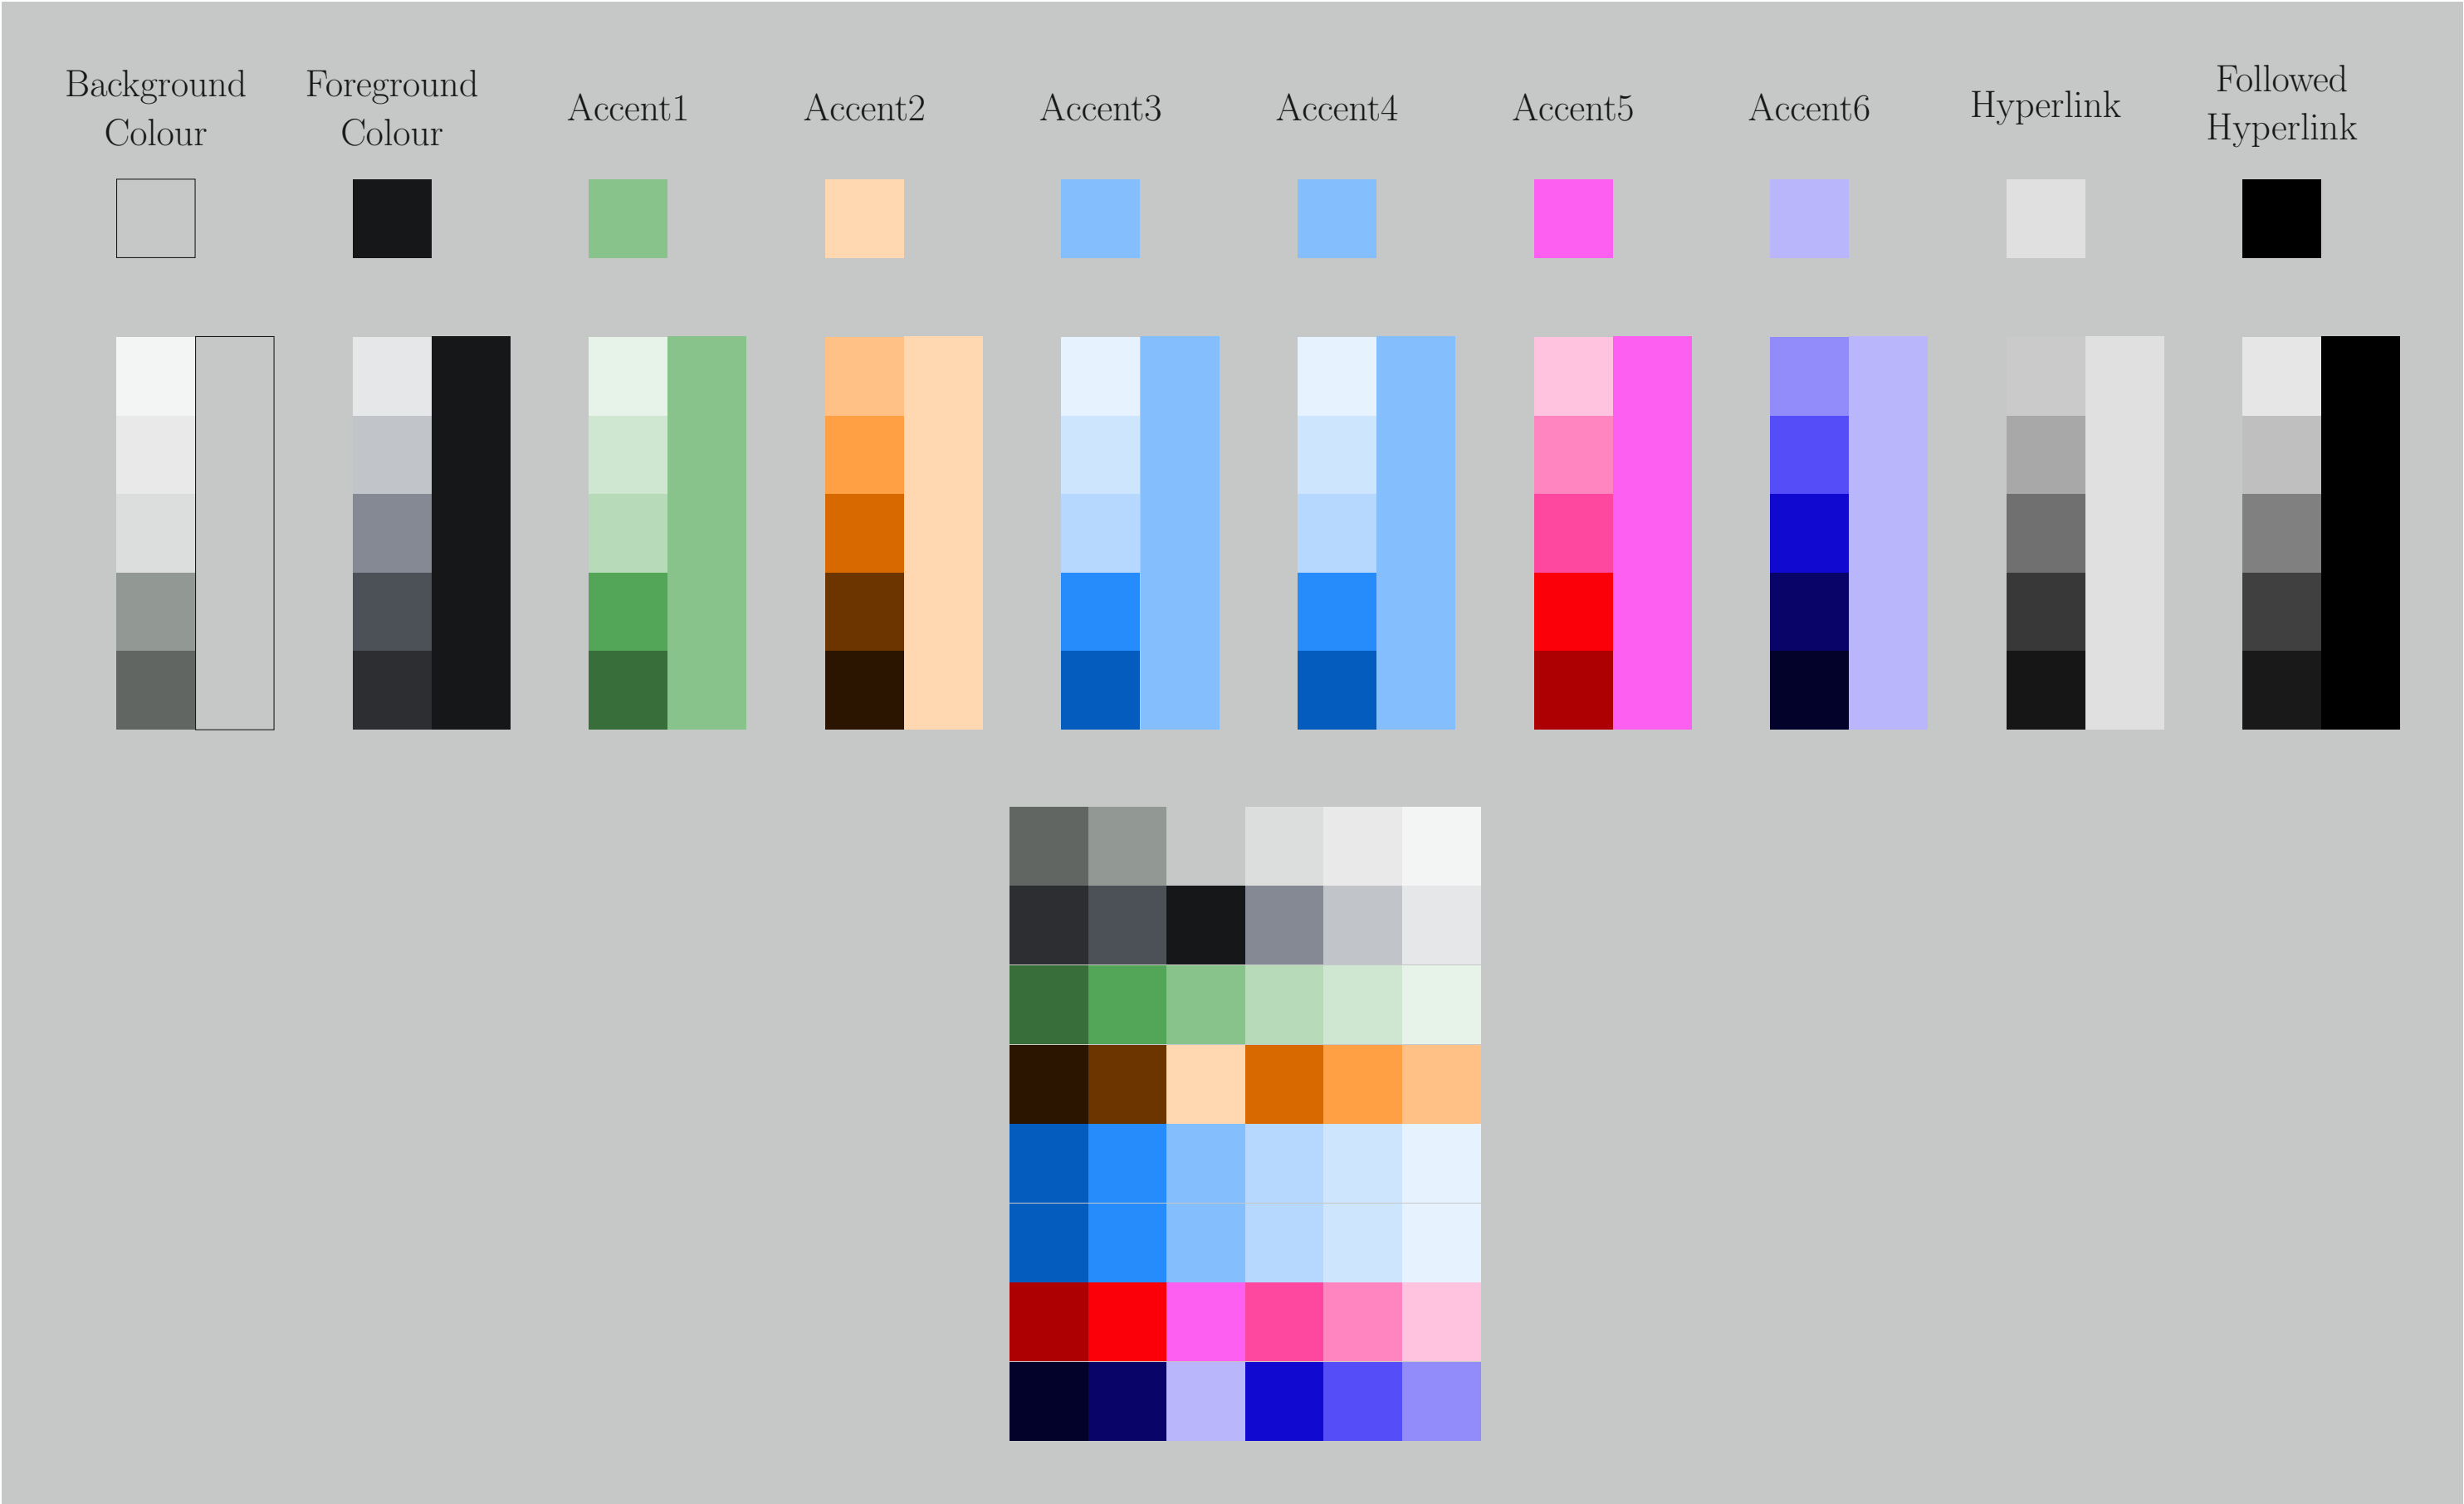 Background
Colour
Foreground
Colour
Accent1
Accent2
Accent3
Accent4
Accent5
Accent6
Hyperlink
Followed
Hyperlink